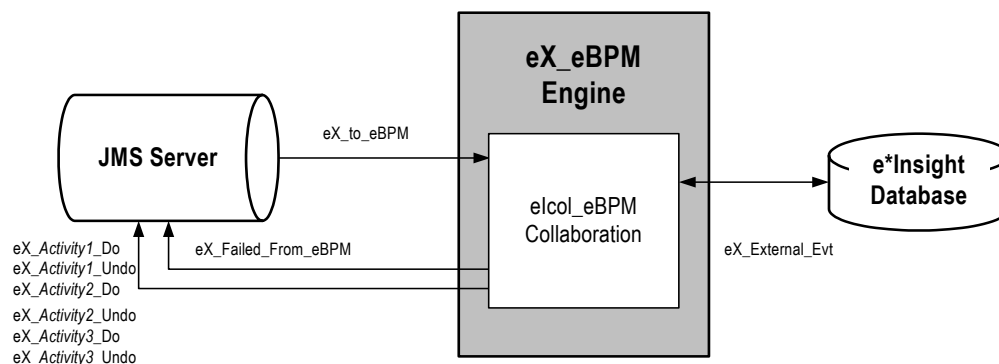 eX_eBPM
Engine
JMS Server
eX_to_eBPM
eIcol_eBPM
Collaboration
e*Insight
Database
eX_External_Evt
eX_Failed_From_eBPM
eX_Activity1_Do
eX_Activity1_Undo
eX_Activity2_Do
eX_Activity2_Undo
eX_Activity3_Do
eX_Activity3_Undo